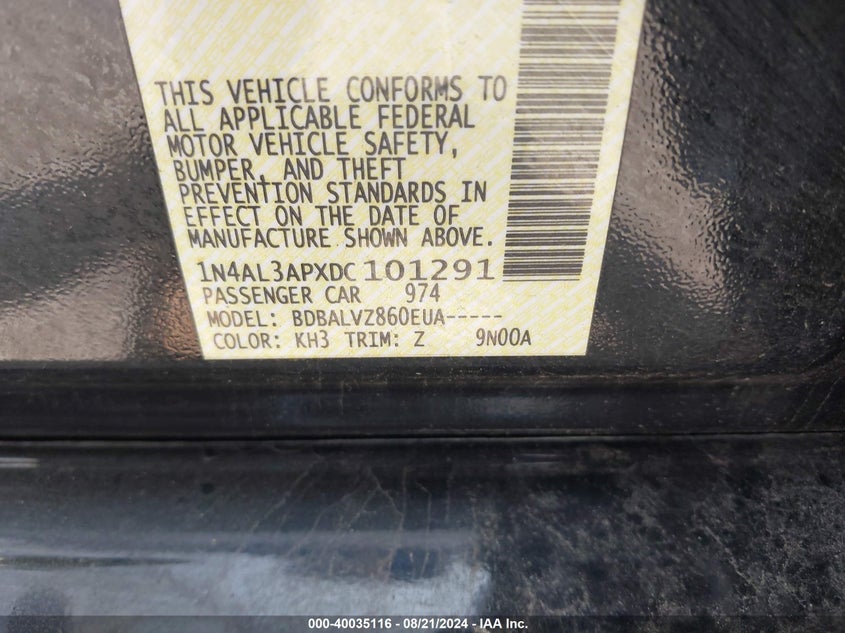 THIS VEHICLE CONFORMS TO
ALL APPLICABLE FEDERAL
MOTOR VEHICLE SAFETY,
BUMPER, AND THEFT
PREVENTION STANDARDS IN
EFFECT ON THE DATE OF
MANUFACTURE SHOWN ABOVE.
1N4AL3APXDC101291
PASSENGER CAR 974
MODEL: BDBALVZ860EUA-----
COLOR: KH3 TRIM: Z 9N00A
000-40035116 - 08/21/2024 - IAA Inc.